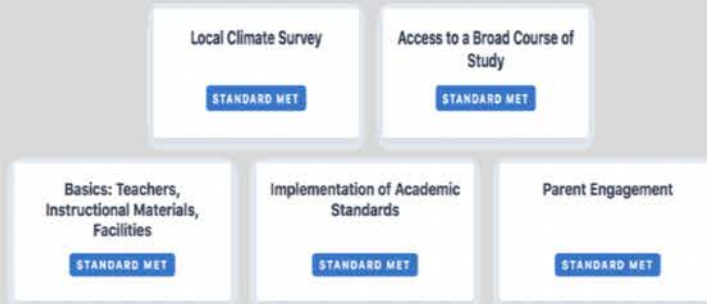 Local Climate Survey
STANDARD MET
Access to a Broad Course of
Study
STANDARD MET
Basics: Teachers,
Instructional Materials,
Facilities
STANDARD MET
Implementation of Academic
Standards
STANDARD MET
Parent Engagement
STANDARD MET